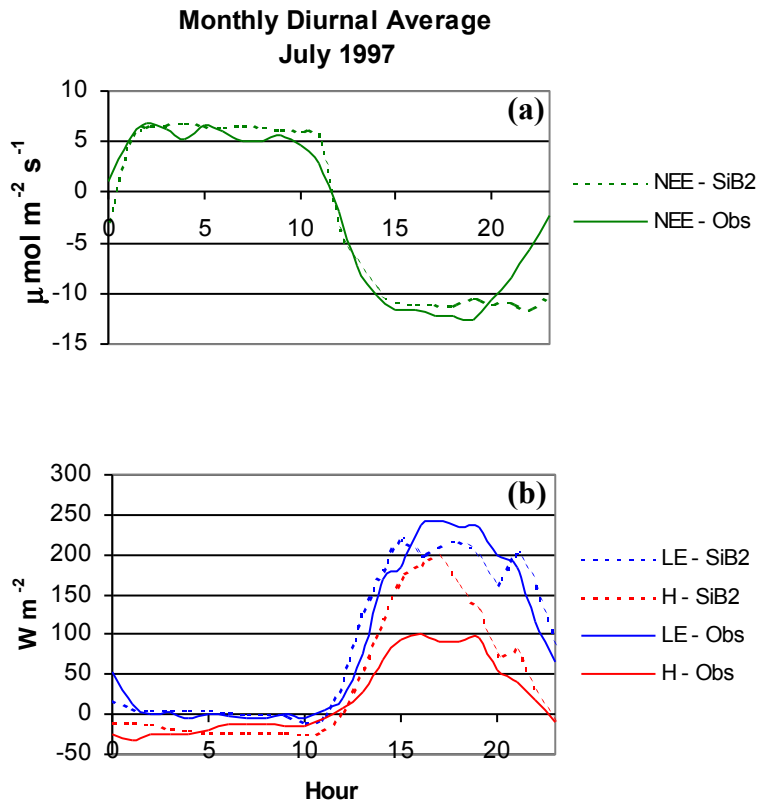 Monthly Diurnal Average
July 1997
10
5
0
-5
-10
-15
0
5
10
15
20
(a)
μmol m⁻² s⁻¹
NEE - SiB2
NEE - Obs
300
250
200
150
100
50
0
-50
0
5
10
15
20
(b)
W m⁻²
Hour
LE - SiB2
H - SiB2
LE - Obs
H - Obs